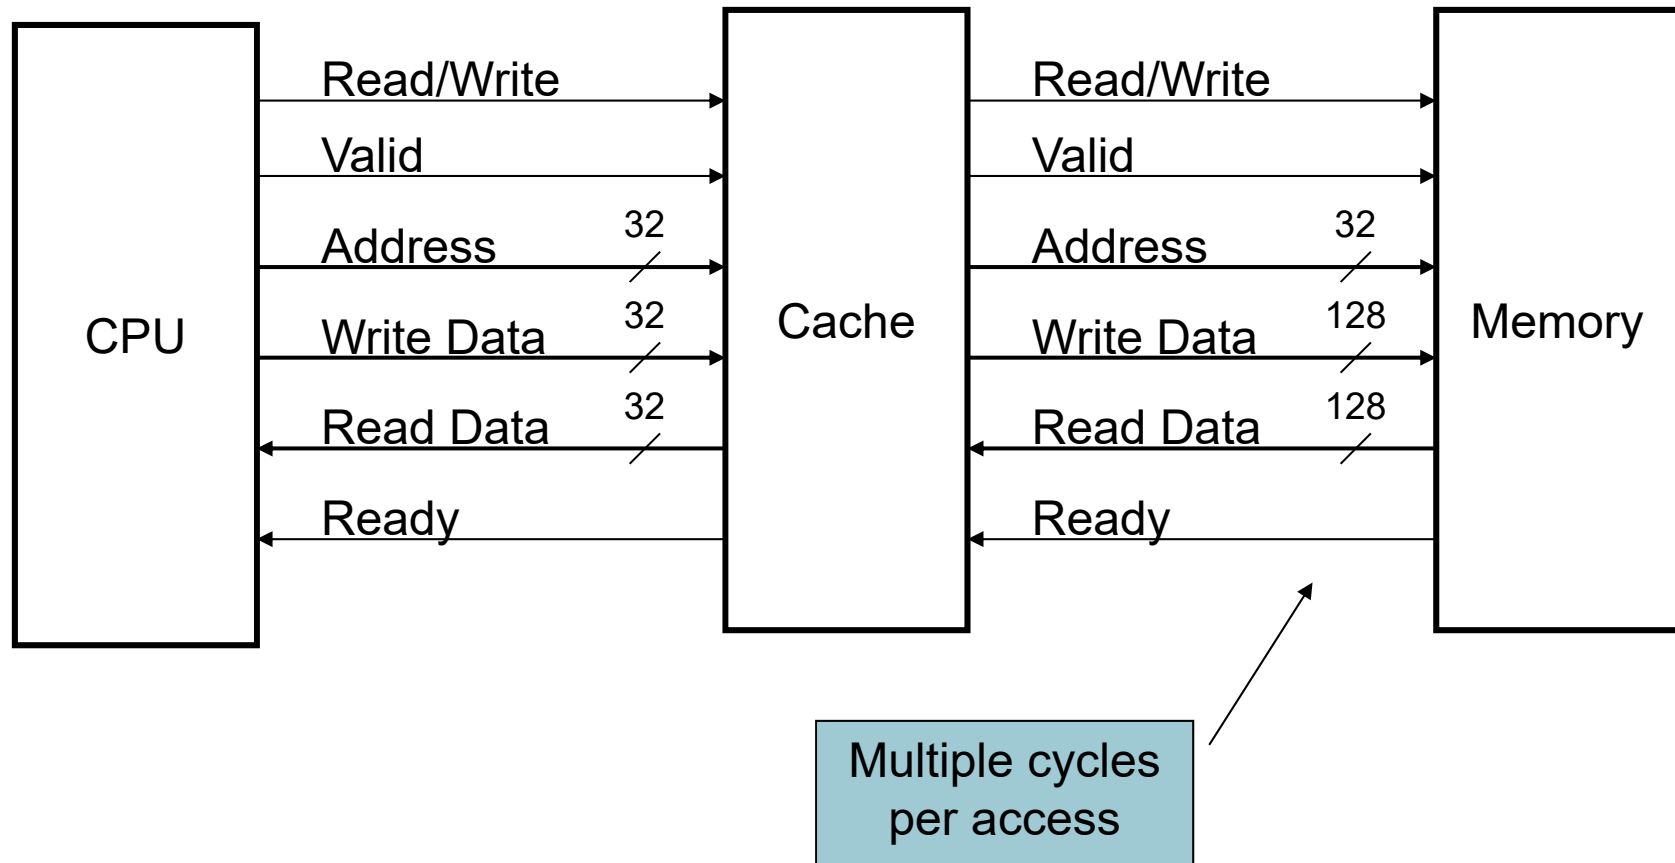 CPU
Read/Write
Valid
Address
32
Write Data
32
Read Data
32
Ready
Cache
Read/Write
Valid
Address
32
Write Data
128
Read Data
128
Ready
Memory
Multiple cycles
per access